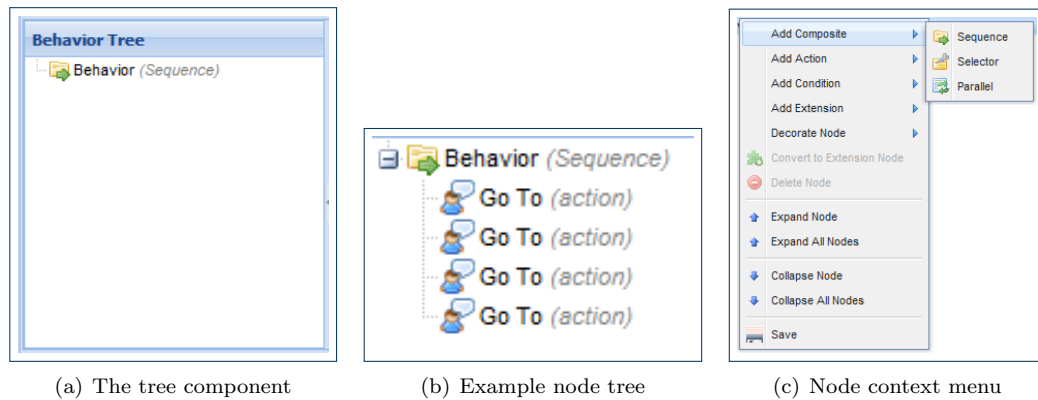 Behavior Tree
Behavior (Sequence)
(a) The tree component
Behavior (Sequence)
Go To (action)
Go To (action)
Go To (action)
Go To (action)
(b) Example node tree
Add Composite
Add Action
Add Condition
Add Extension
Decorate Node
Convert to Extension Node
Delete Node
Expand Node
Expand All Nodes
Collapse Node
Collapse All Nodes
Save
Sequence
Selector
Parallel
(c) Node context menu